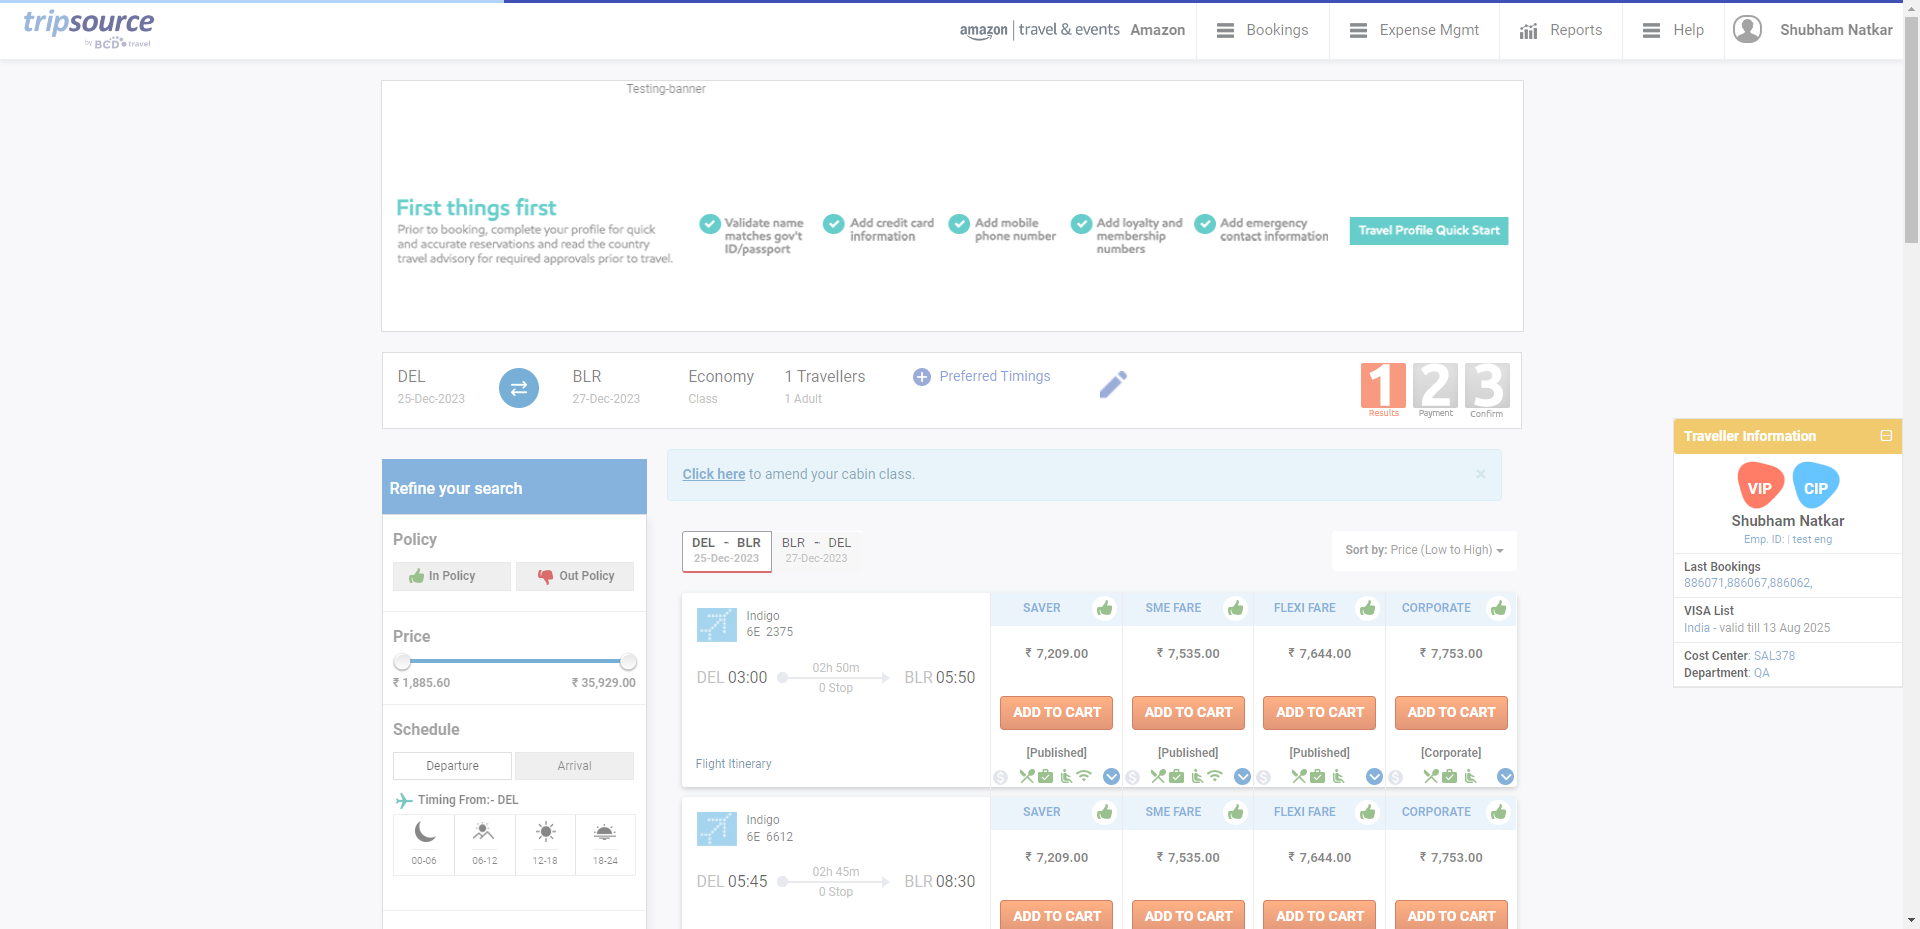 tripsource
by BCD travel
amazon | travel & events Amazon
Bookings
Expense Mgmt
Reports
Help
Shubham Natkar
Testing-banner
First things first
Prior to booking, complete your profile for quick
and accurate reservations and read the country
travel advisory for required approvals prior to travel.
Validate name
matches gov't
ID/passport
Add credit card
information
Add mobile
phone number
Add loyalty and
membership
numbers
Add emergency
contact information
Travel Profile Quick Start
DEL
25-Dec-2023
BLR
27-Dec-2023
Economy
Class
1 Travellers
1 Adult
Preferred Timings
1 2 3
Results Payment Confirm
Traveller Information
VIP CIP
Shubham Natkar
Emp. ID: | test eng
Last Bookings
886071,886067,886062,
VISA List
India - valid till 13 Aug 2025
Cost Center: SAL378
Department: QA
Refine your search
Policy
In Policy
Out Policy
Price
₹ 1,885.60
₹ 35,929.00
Schedule
Departure
Arrival
Timing From:- DEL
00-06 06-12 12-18 18-24
Click here to amend your cabin class.
×
DEL - BLR
25-Dec-2023
BLR - DEL
27-Dec-2023
Sort by: Price (Low to High)
Indigo
6E 2375
DEL 03:00
02h 50m
0 Stop
BLR 05:50
Flight Itinerary
SAVER
₹ 7,209.00
ADD TO CART
[Published]
SME FARE
₹ 7,535.00
ADD TO CART
[Published]
FLEXI FARE
₹ 7,644.00
ADD TO CART
[Published]
CORPORATE
₹ 7,753.00
ADD TO CART
[Corporate]
Indigo
6E 6612
DEL 05:45
02h 45m
0 Stop
BLR 08:30
SAVER
₹ 7,209.00
ADD TO CART
SME FARE
₹ 7,535.00
ADD TO CART
FLEXI FARE
₹ 7,644.00
ADD TO CART
CORPORATE
₹ 7,753.00
ADD TO CART